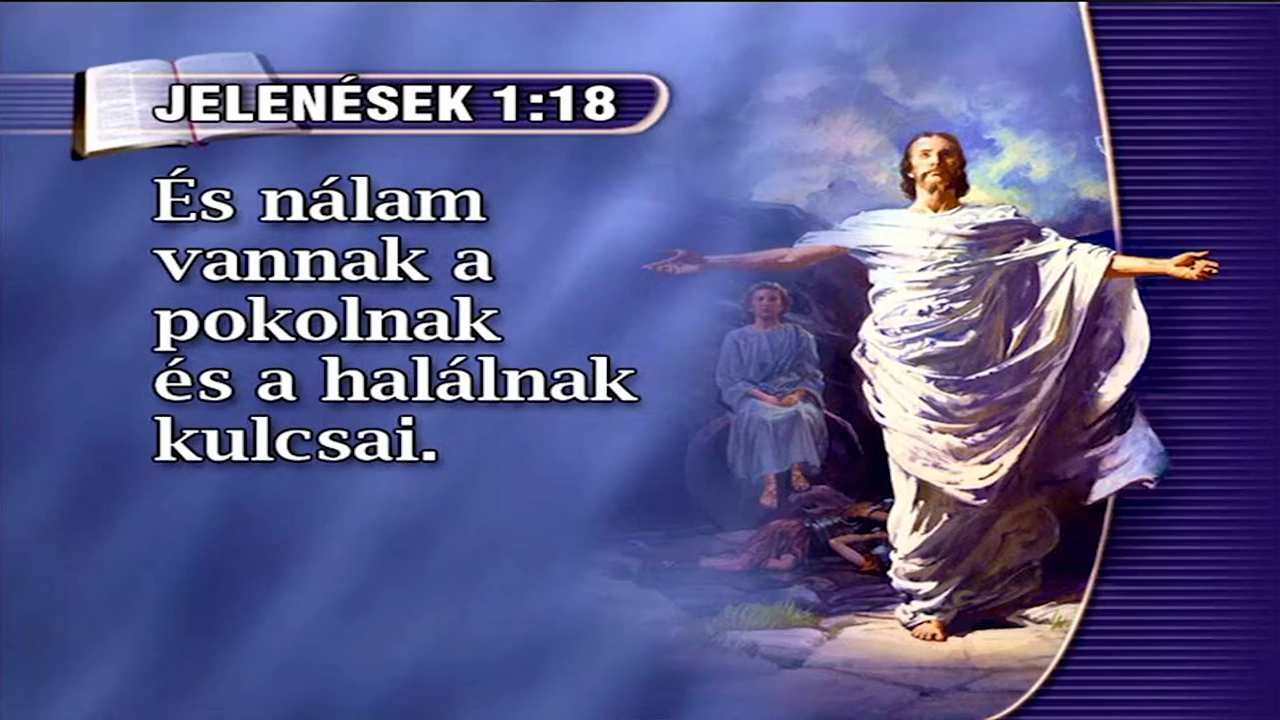 JELENÉSEK 1:18
És nálam
vannak a
pokolnak
és a halálnak
kulcsai.